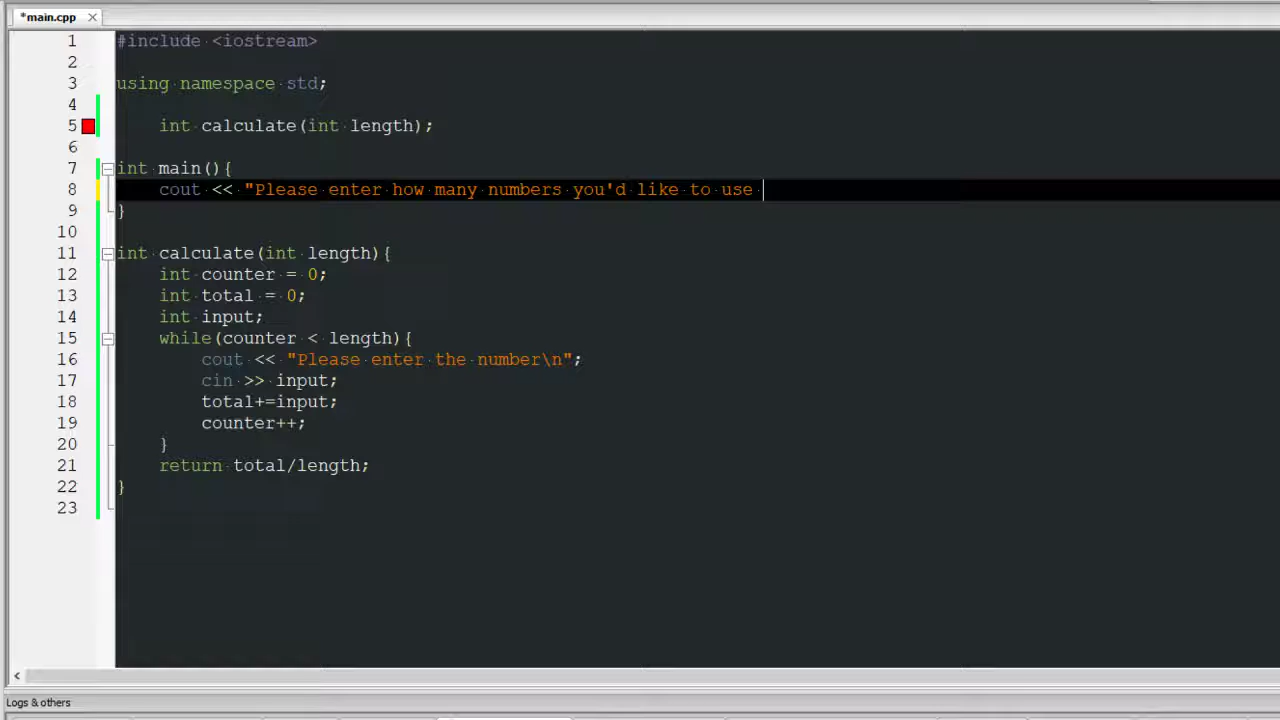 *main.cpp
1 #include <iostream>
2
3 using namespace std;
4
5 int calculate(int length);
6
7 int main(){
8 cout << "Please enter how many numbers you'd like to use
9 }
10
11 int calculate(int length){
12 int counter = 0;
13 int total = 0;
14 int input;
15 while(counter < length){
16 cout << "Please enter the number\n";
17 cin >> input;
18 total+=input;
19 counter++;
20 }
21 return total/length;
22 }
23
Logs & others